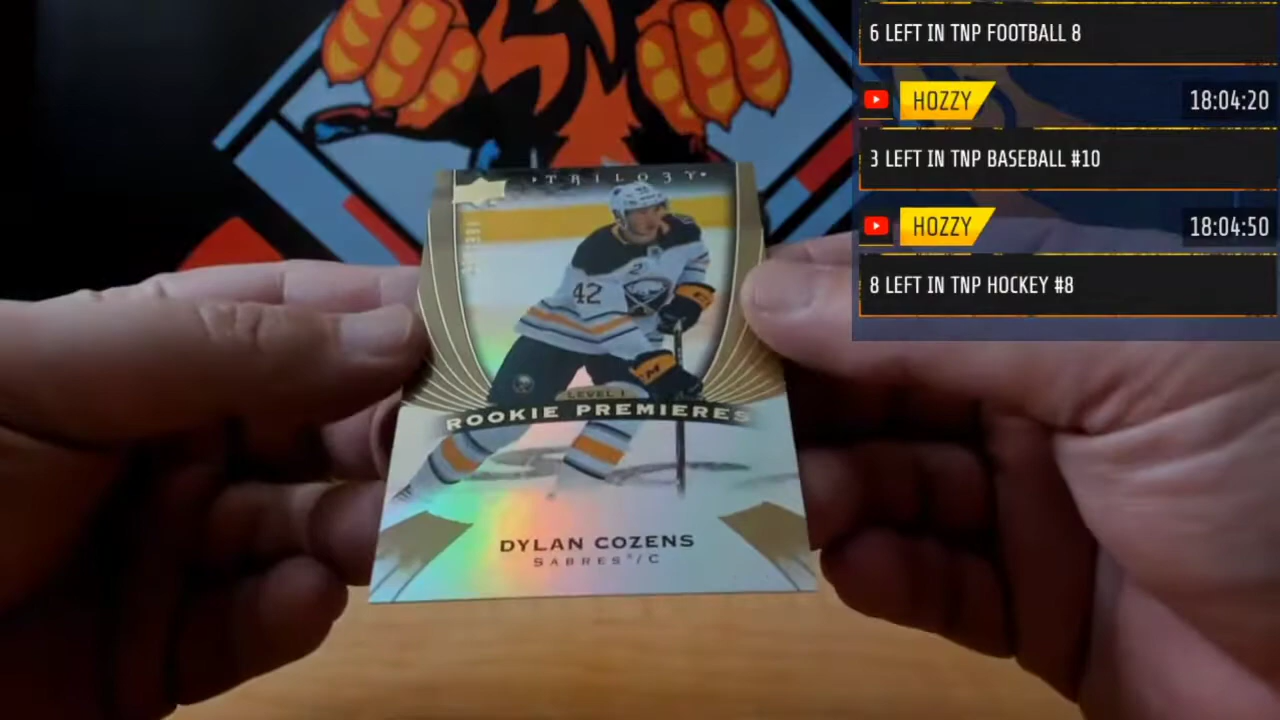 6 LEFT IN TNP FOOTBALL 8
HOZZY 18:04:20
3 LEFT IN TNP BASEBALL #10
HOZZY 18:04:50
8 LEFT IN TNP HOCKEY #8
TRILO3Y
42
LEVEL 1
ROOKIE PREMIERES
DYLAN COZENS
SABRES®/C